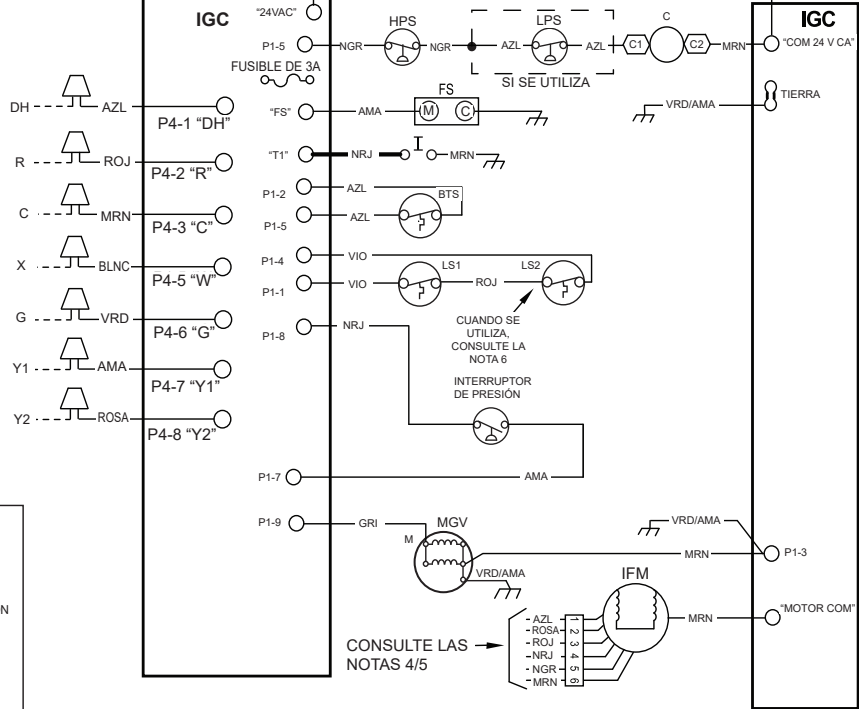 IGC
"24VAC"
HPS
LPS
C
IGC
P1-5
NGR
NGR
AZL
AZL
C1
C2
MRN
"COM 24 V CA"
FUSIBLE DE 3A
SI SE UTILIZA
DH
AZL
P4-1 "DH"
"FS"
AMA
FS
M
C
VRD/AMA
TIERRA
R
ROJ
P4-2 "R"
"T1"
NRJ
I
MRN
C
MRN
P4-3 "C"
P1-2
AZL
BTS
P1-5
AZL
X
BLNC
P4-5 "W"
P1-4
VIO
P1-1
VIO
LS1
ROJ
LS2
G
VRD
P4-6 "G"
P1-8
NRJ
CUANDO SE
UTILIZA,
CONSULTE LA
NOTA 6
Y1
AMA
P4-7 "Y1"
INTERRUPTOR
DE PRESIÓN
Y2
ROSA
P4-8 "Y2"
P1-7
AMA
P1-9
GRI
M
MGV
VRD/AMA
VRD/AMA
MRN
P1-3
IFM
MRN
"MOTOR COM"
CONSULTE LAS
NOTAS 4/5
AZL 1
ROSA 2
ROJ 3
NRJ 4
NGR 5
MRN 6
ON